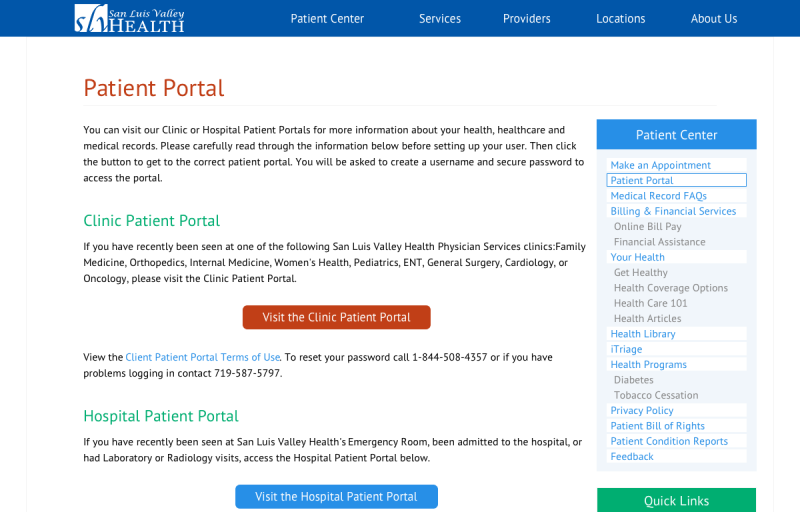 San Luis Valley
slv HEALTH
Patient Center
Services
Providers
Locations
About Us
Patient Portal
You can visit our Clinic or Hospital Patient Portals for more information about your health, healthcare and
medical records. Please carefully read through the information below before setting up your user. Then click
the button to get to the correct patient portal. You will be asked to create a username and secure password to
access the portal.
Clinic Patient Portal
If you have recently been seen at one of the following San Luis Valley Health Physician Services clinics:Family
Medicine, Orthopedics, Internal Medicine, Women's Health, Pediatrics, ENT, General Surgery, Cardiology, or
Oncology, please visit the Clinic Patient Portal.
Visit the Clinic Patient Portal
View the Client Patient Portal Terms of Use. To reset your password call 1-844-508-4357 or if you have
problems logging in contact 719-587-5797.
Hospital Patient Portal
If you have recently been seen at San Luis Valley Health's Emergency Room, been admitted to the hospital, or
had Laboratory or Radiology visits, access the Hospital Patient Portal below.
Visit the Hospital Patient Portal
Patient Center
Make an Appointment
Patient Portal
Medical Record FAQs
Billing & Financial Services
Online Bill Pay
Financial Assistance
Your Health
Get Healthy
Health Coverage Options
Health Care 101
Health Articles
Health Library
iTriage
Health Programs
Diabetes
Tobacco Cessation
Privacy Policy
Patient Bill of Rights
Patient Condition Reports
Feedback
Quick Links